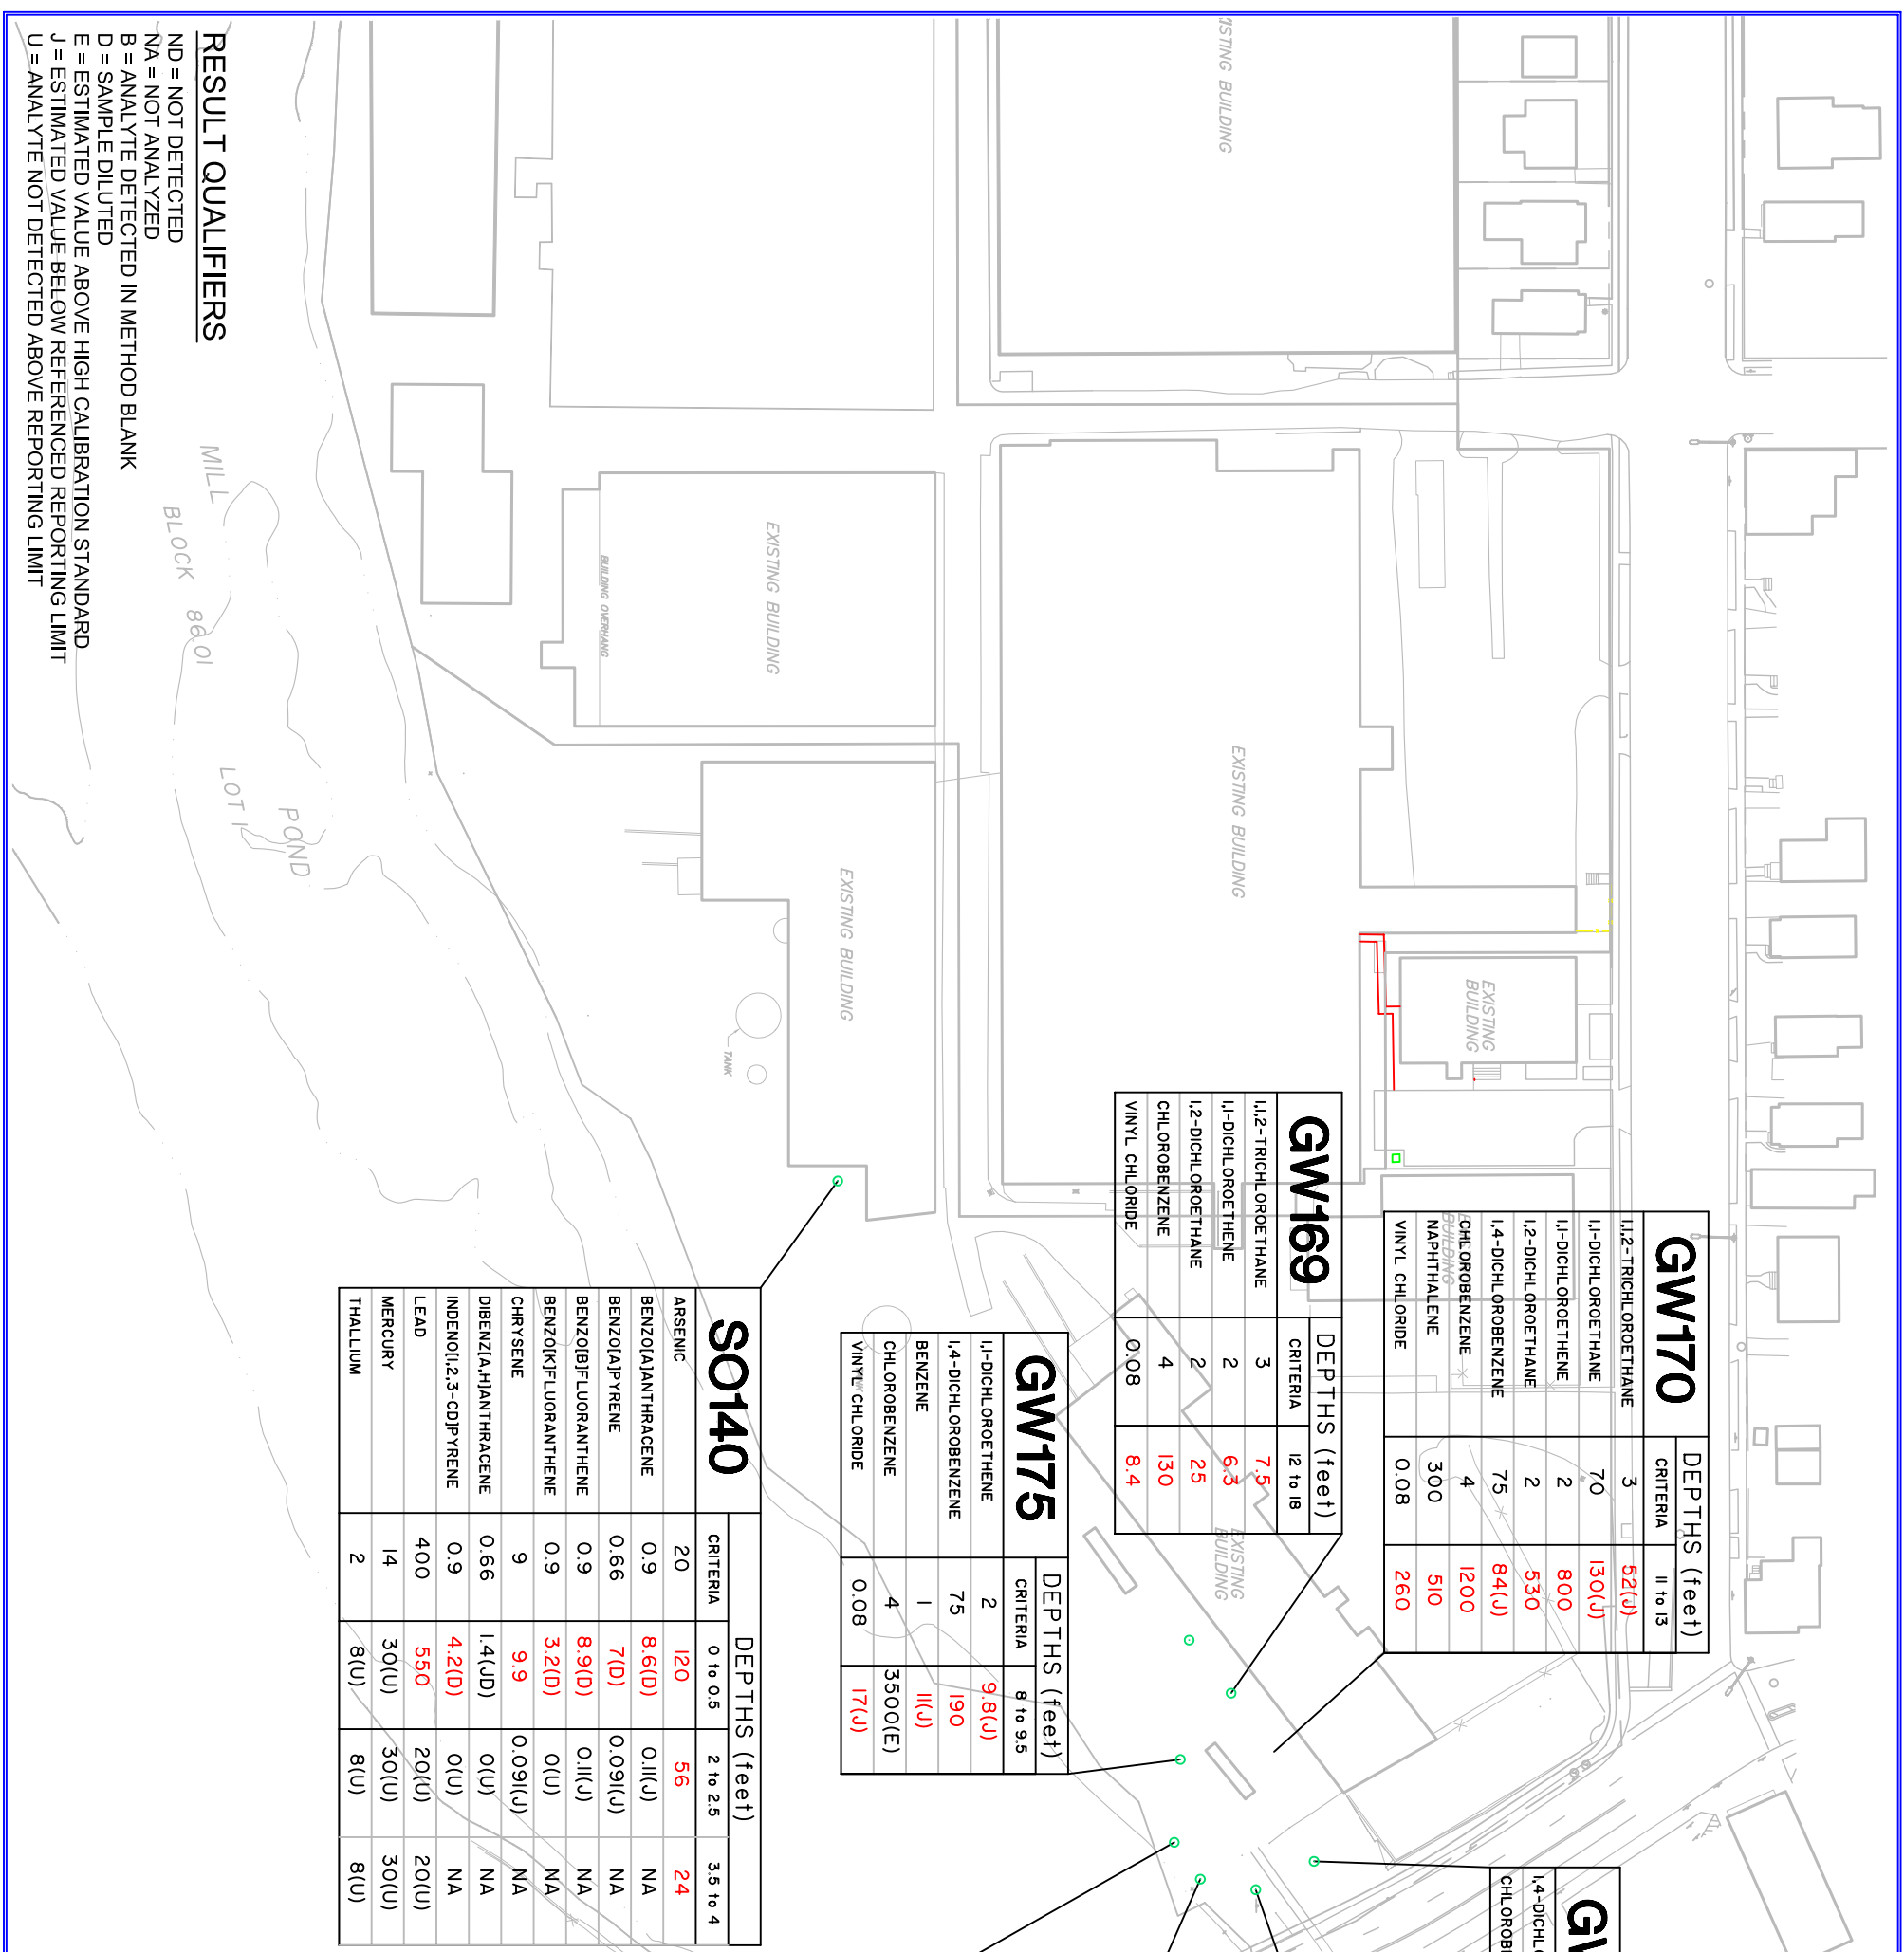 GW170
DEPTHS (feet)
CRITERIA 11 to 13
1,1,2-TRICHLOROETHANE 3 52(J)
1,1-DICHLOROETHANE 70 130(J)
1,1-DICHLOROETHENE 2 800
1,2-DICHLOROETHANE 2 530
1,4-DICHLOROBENZENE 75 84(J)
CHLOROBENZENE 4 1200
NAPHTHALENE 300 510
VINYL CHLORIDE 0.08 260
GW169
DEPTHS (feet)
CRITERIA 12 to 18
1,1,2-TRICHLOROETHANE 3 7.5
1,1-DICHLOROETHENE 2 6.3
1,2-DICHLOROETHANE 2 25
CHLOROBENZENE 4 130
VINYL CHLORIDE 0.08 8.4
GW175
DEPTHS (feet)
CRITERIA 8 to 9.5
1,1-DICHLOROETHENE 2 9.8(J)
1,4-DICHLOROBENZENE 75 190
BENZENE 1 11(J)
CHLOROBENZENE 4 3500(E)
VINYL CHLORIDE 0.08 17(J)
SO140
DEPTHS (feet)
CRITERIA 0 to 0.5 2 to 2.5 3.5 to 4
ARSENIC 20 120 56 24
BENZO[A]ANTHRACENE 0.9 8.6(D) 0.11(J) NA
BENZO[A]PYRENE 0.66 7(D) 0.091(J) NA
BENZO[B]FLUORANTHENE 0.9 8.9(D) 0.11(J) NA
BENZO[K]FLUORANTHENE 0.9 3.2(D) 0(U) NA
CHRYSENE 9 9.9 0.091(J) NA
DIBENZ[A,H]ANTHRACENE 0.66 1.4(JD) 0(U) NA
INDENO[1,2,3-CD]PYRENE 0.9 4.2(D) 0(U) NA
LEAD 400 550 20(U) 20(U)
MERCURY 14 30(U) 30(U) 30(U)
THALLIUM 2 8(U) 8(U) 8(U)
1,4-DICHL
CHLOROB
EXISTING BUILDING
EXISTING BUILDING
EXISTING BUILDING
EXISTING
BUILDING
EXISTING
BUILDING
BUILDING
EXISTING BUILDING
BUILDING OVERHANG
TANK
MILL
POND
BLOCK 86.01
LOT 1
RESULT QUALIFIERS
ND = NOT DETECTED
NA = NOT ANALYZED
B = ANALYTE DETECTED IN METHOD BLANK
D = SAMPLE DILUTED
E = ESTIMATED VALUE ABOVE HIGH CALIBRATION STANDARD
J = ESTIMATED VALUE BELOW REFERENCED REPORTING LIMIT
U = ANALYTE NOT DETECTED ABOVE REPORTING LIMIT